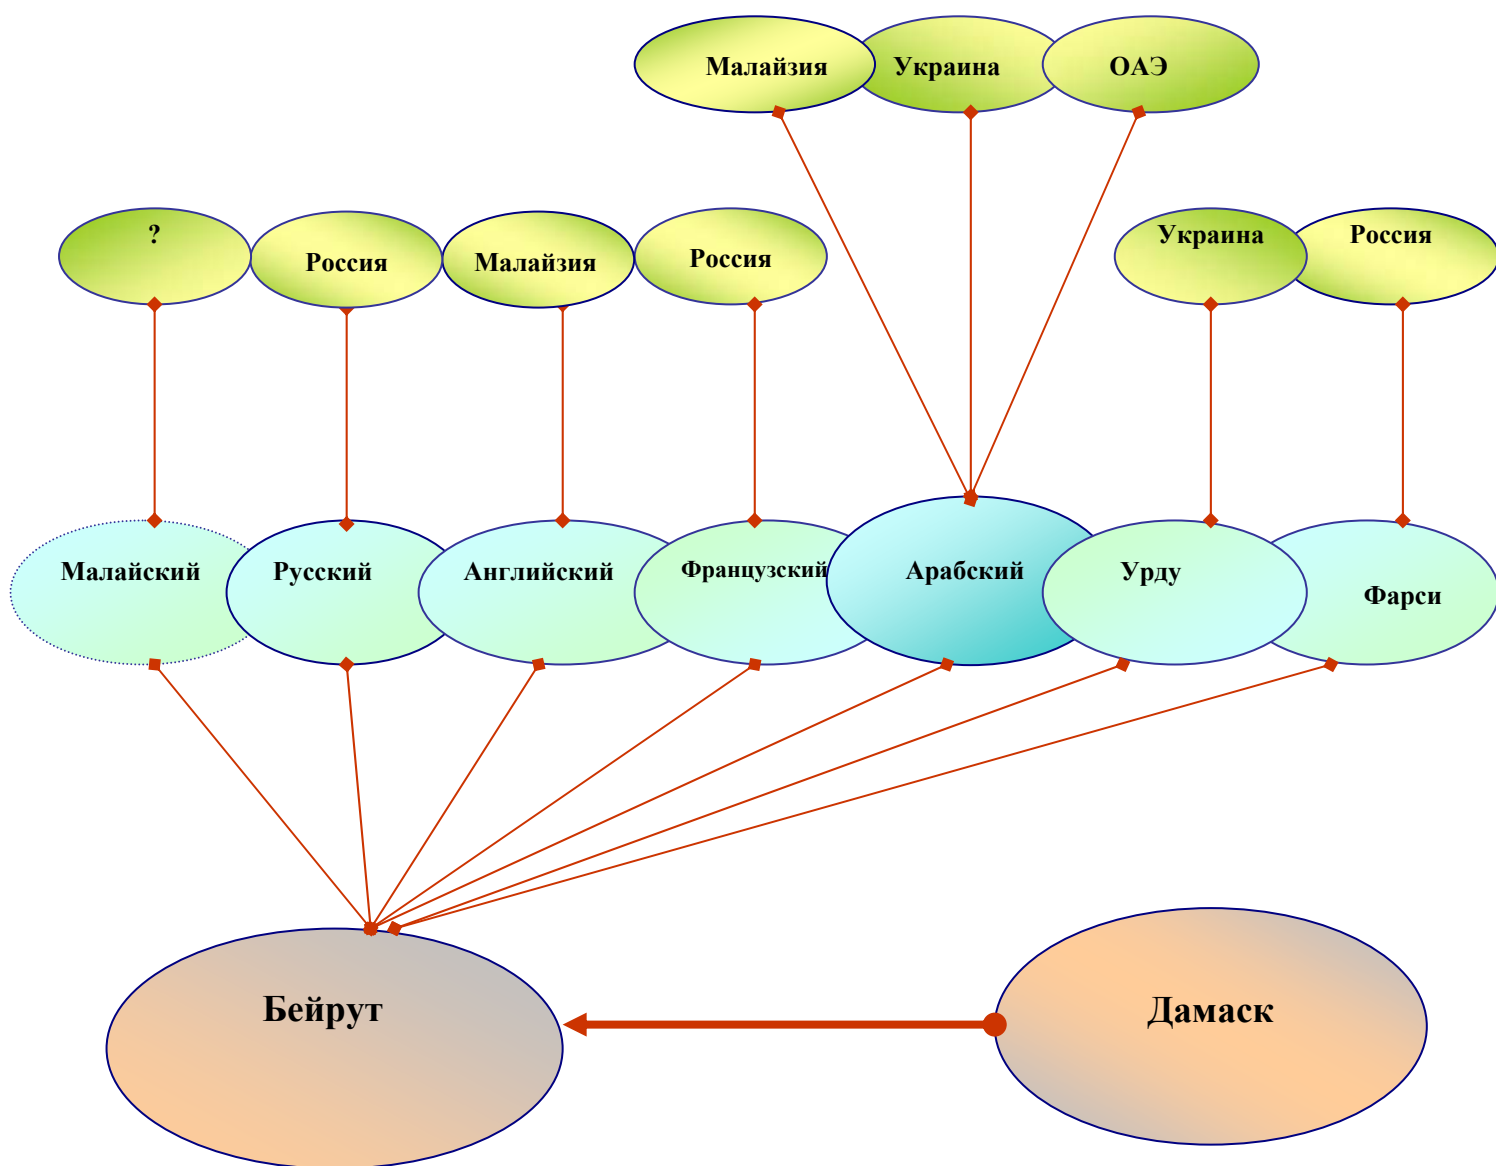 Малайзия
Украина
ОАЭ
?
Россия
Малайзия
Россия
Украина
Россия
Малайский
Русский
Английский
Французский
Арабский
Урду
Фарси
Бейрут
Дамаск